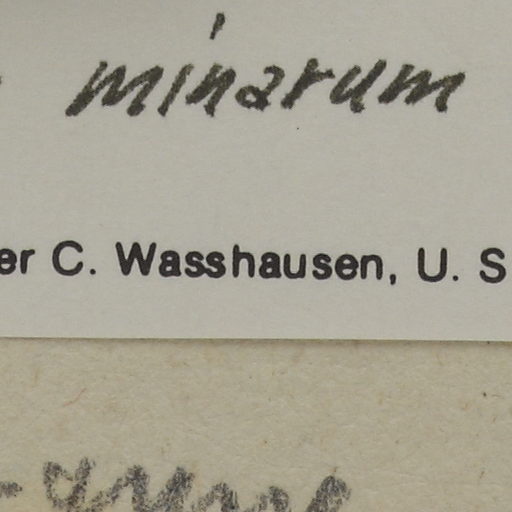 minarum
er C. Wasshausen, U. S